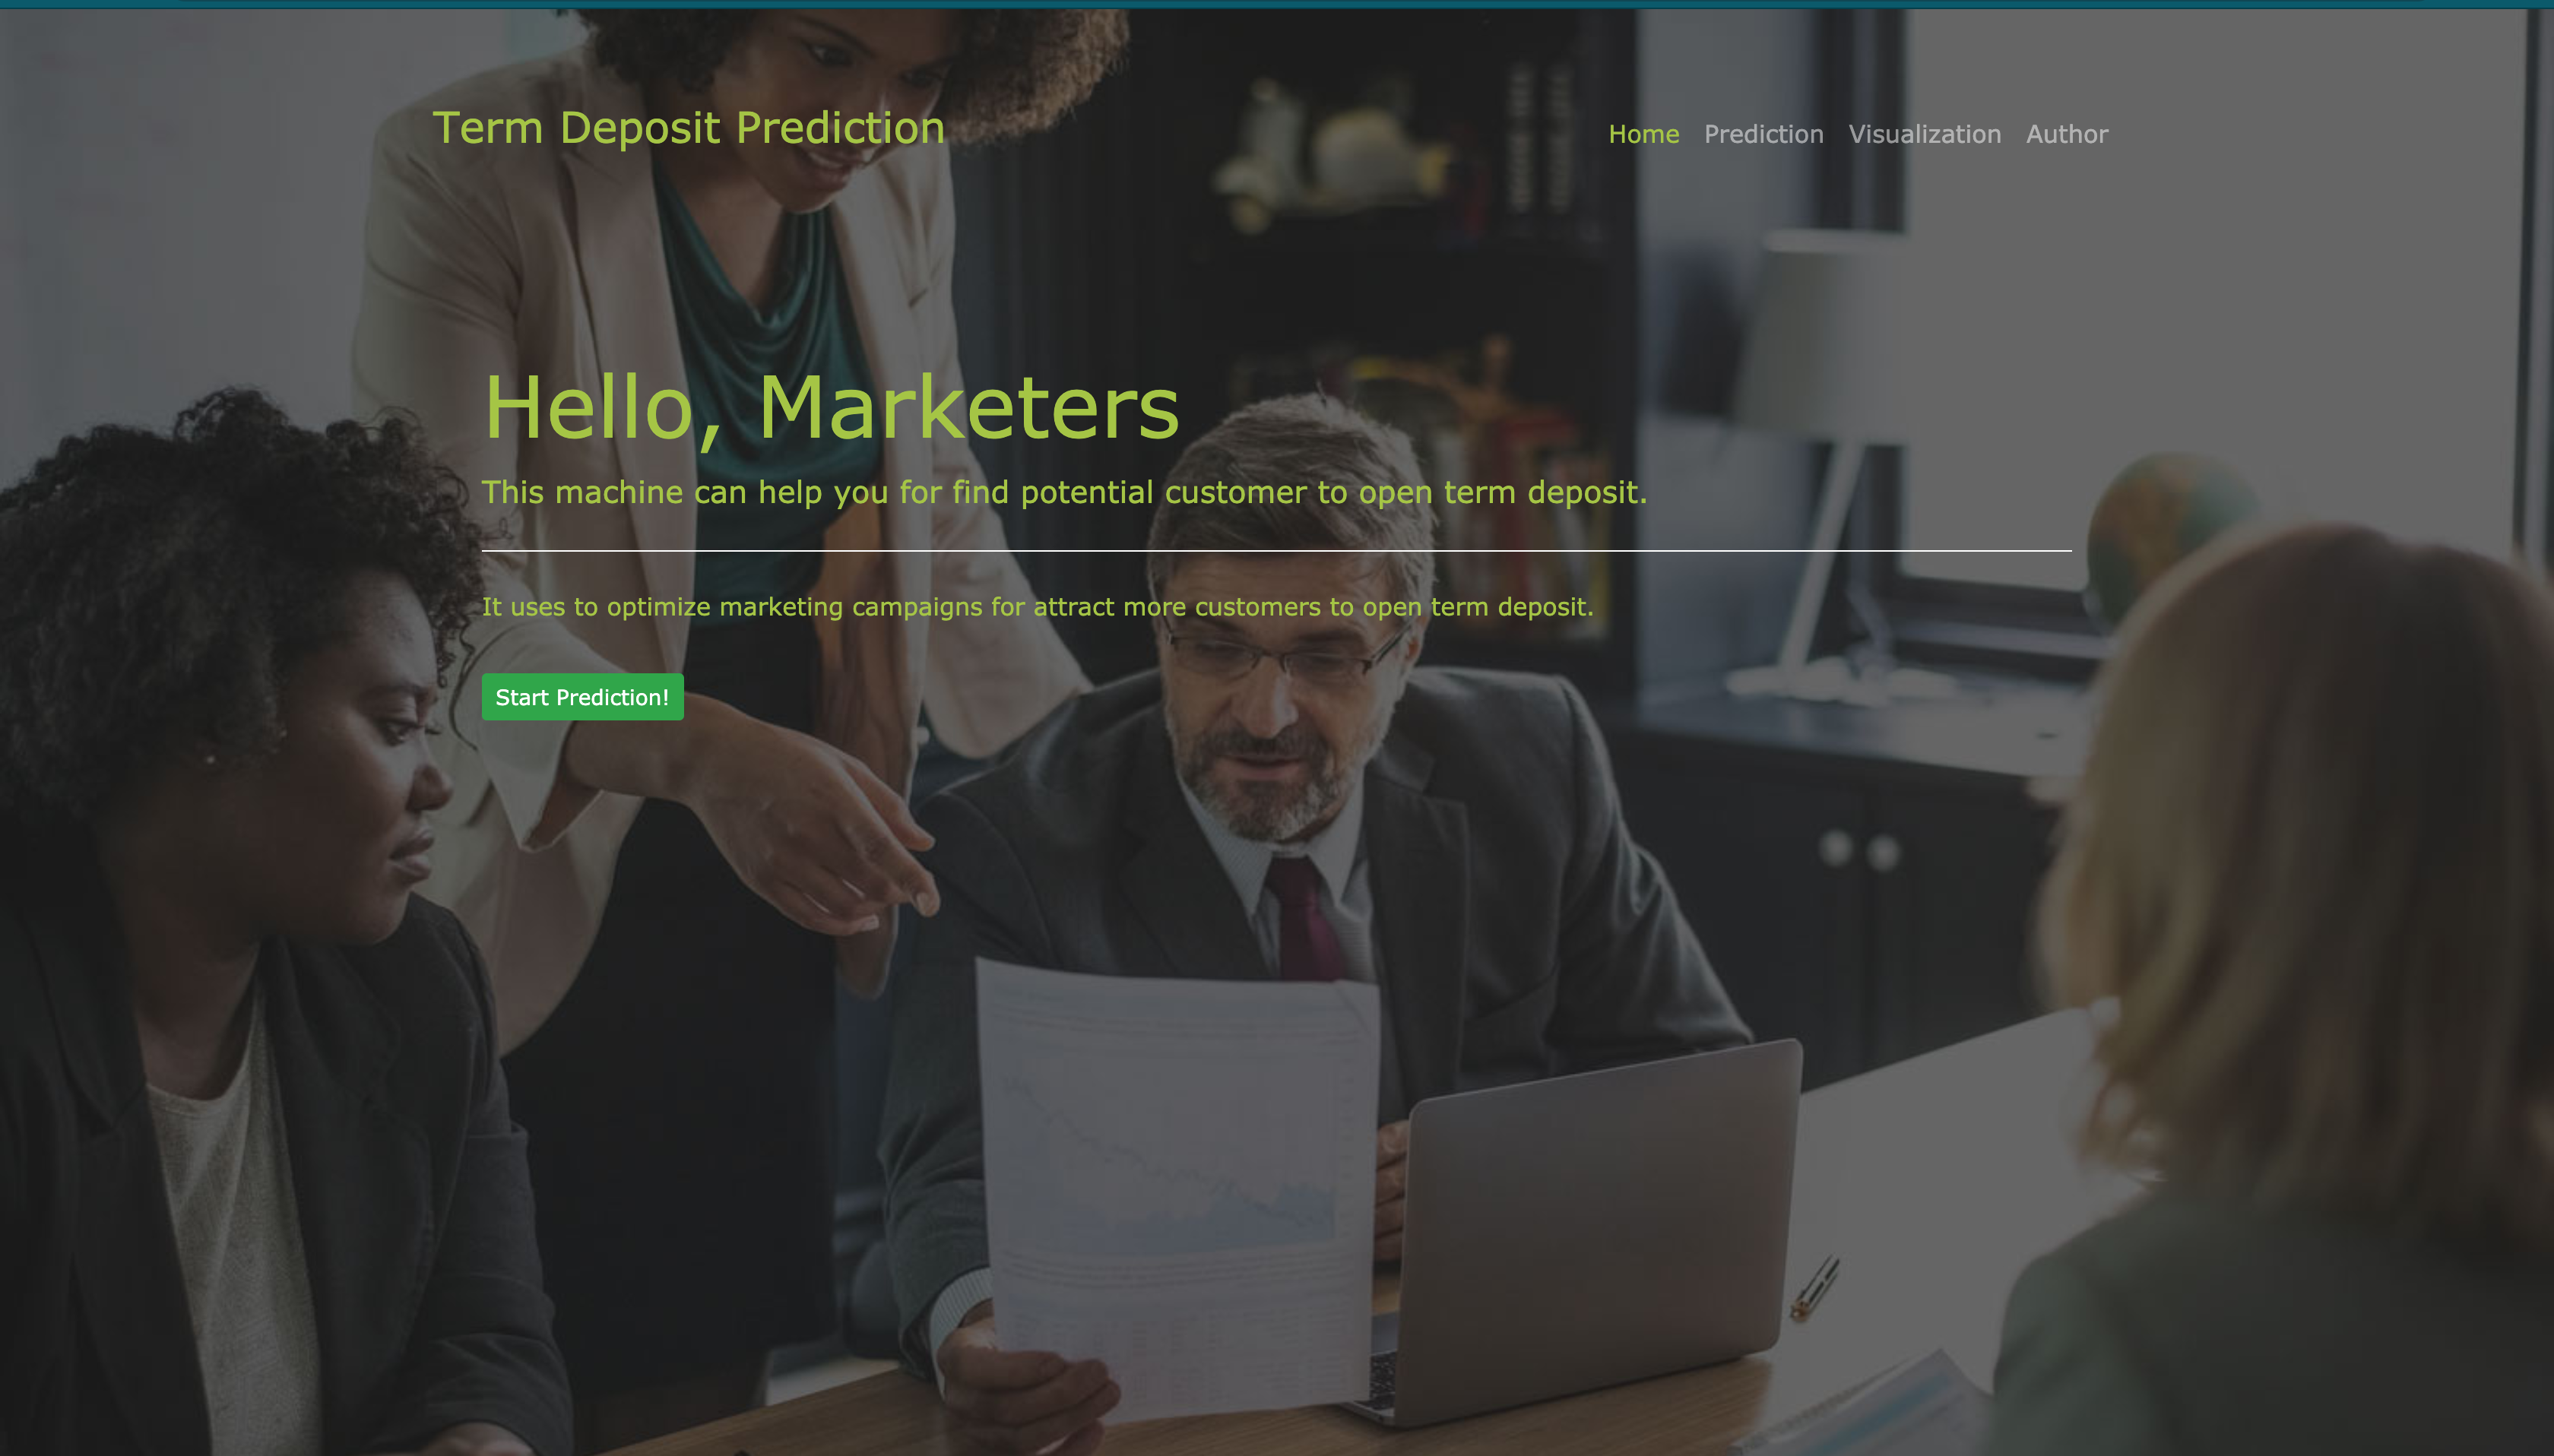 Term Deposit Prediction
Home Prediction Visualization Author
Hello, Marketers
This machine can help you for find potential customer to open term deposit.
It uses to optimize marketing campaigns for attract more customers to open term deposit.
Start Prediction!